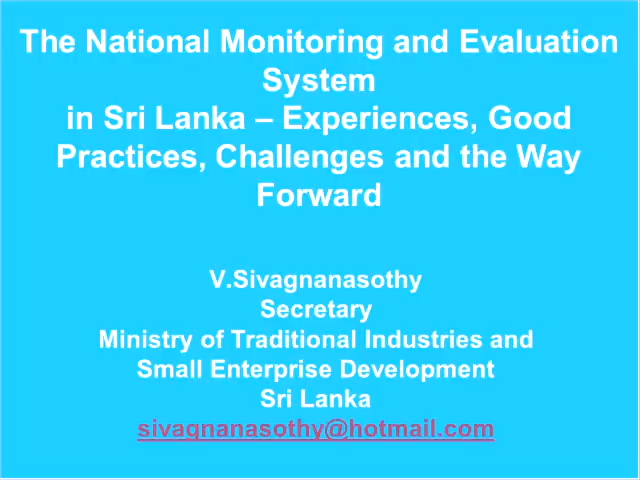 The National Monitoring and Evaluation
System
in Sri Lanka – Experiences, Good
Practices, Challenges and the Way
Forward
V.Sivagnanasothy
Secretary
Ministry of Traditional Industries and
Small Enterprise Development
Sri Lanka
sivagnanasothy@hotmail.com